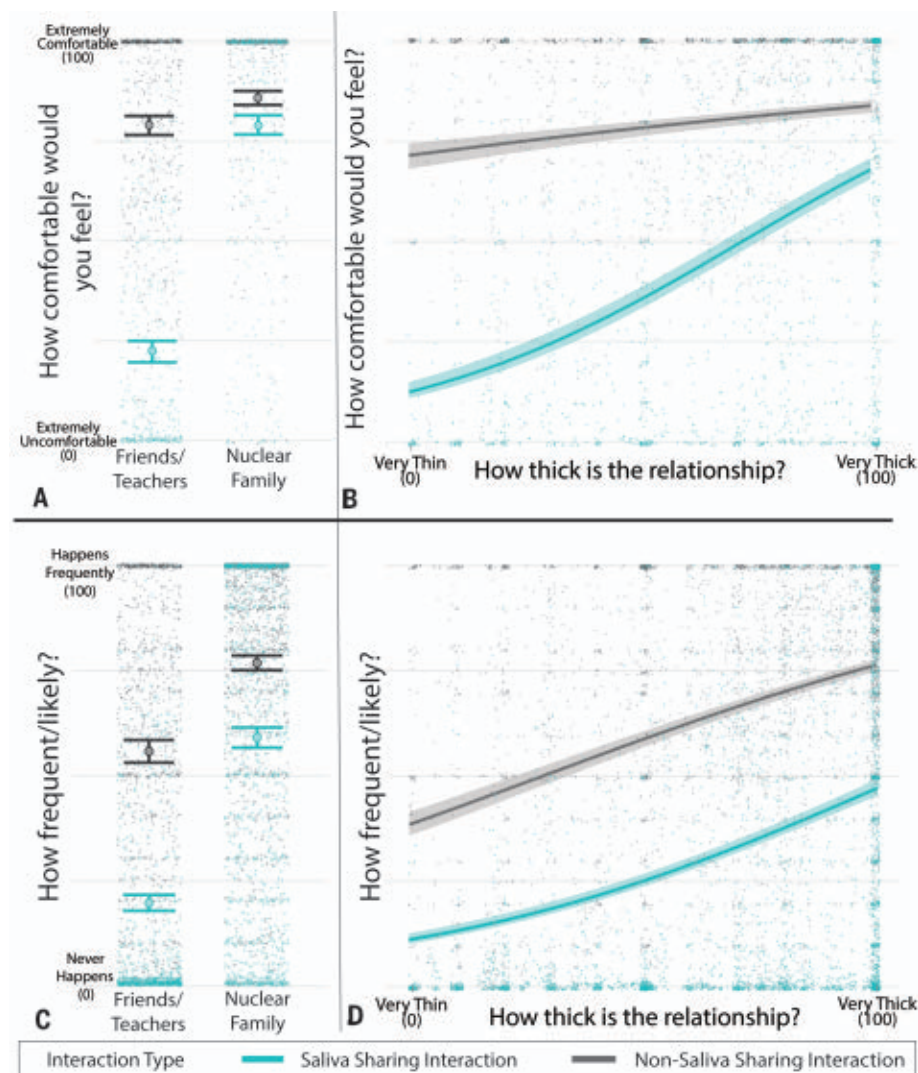 Extremely
Comfortable
(100)
How comfortable would
you feel?
Extremely
Uncomfortable
(0)
Friends/
Teachers
Nuclear
Family
A
How comfortable would you feel?
Very Thin
(0)
How thick is the relationship?
Very Thick
(100)
B
Happens
Frequently
(100)
How frequent/likely?
Never
Happens
(0)
Friends/
Teachers
Nuclear
Family
C
How frequent/likely?
Very Thin
(0)
How thick is the relationship?
Very Thick
(100)
D
Interaction Type
Saliva Sharing Interaction
Non-Saliva Sharing Interaction